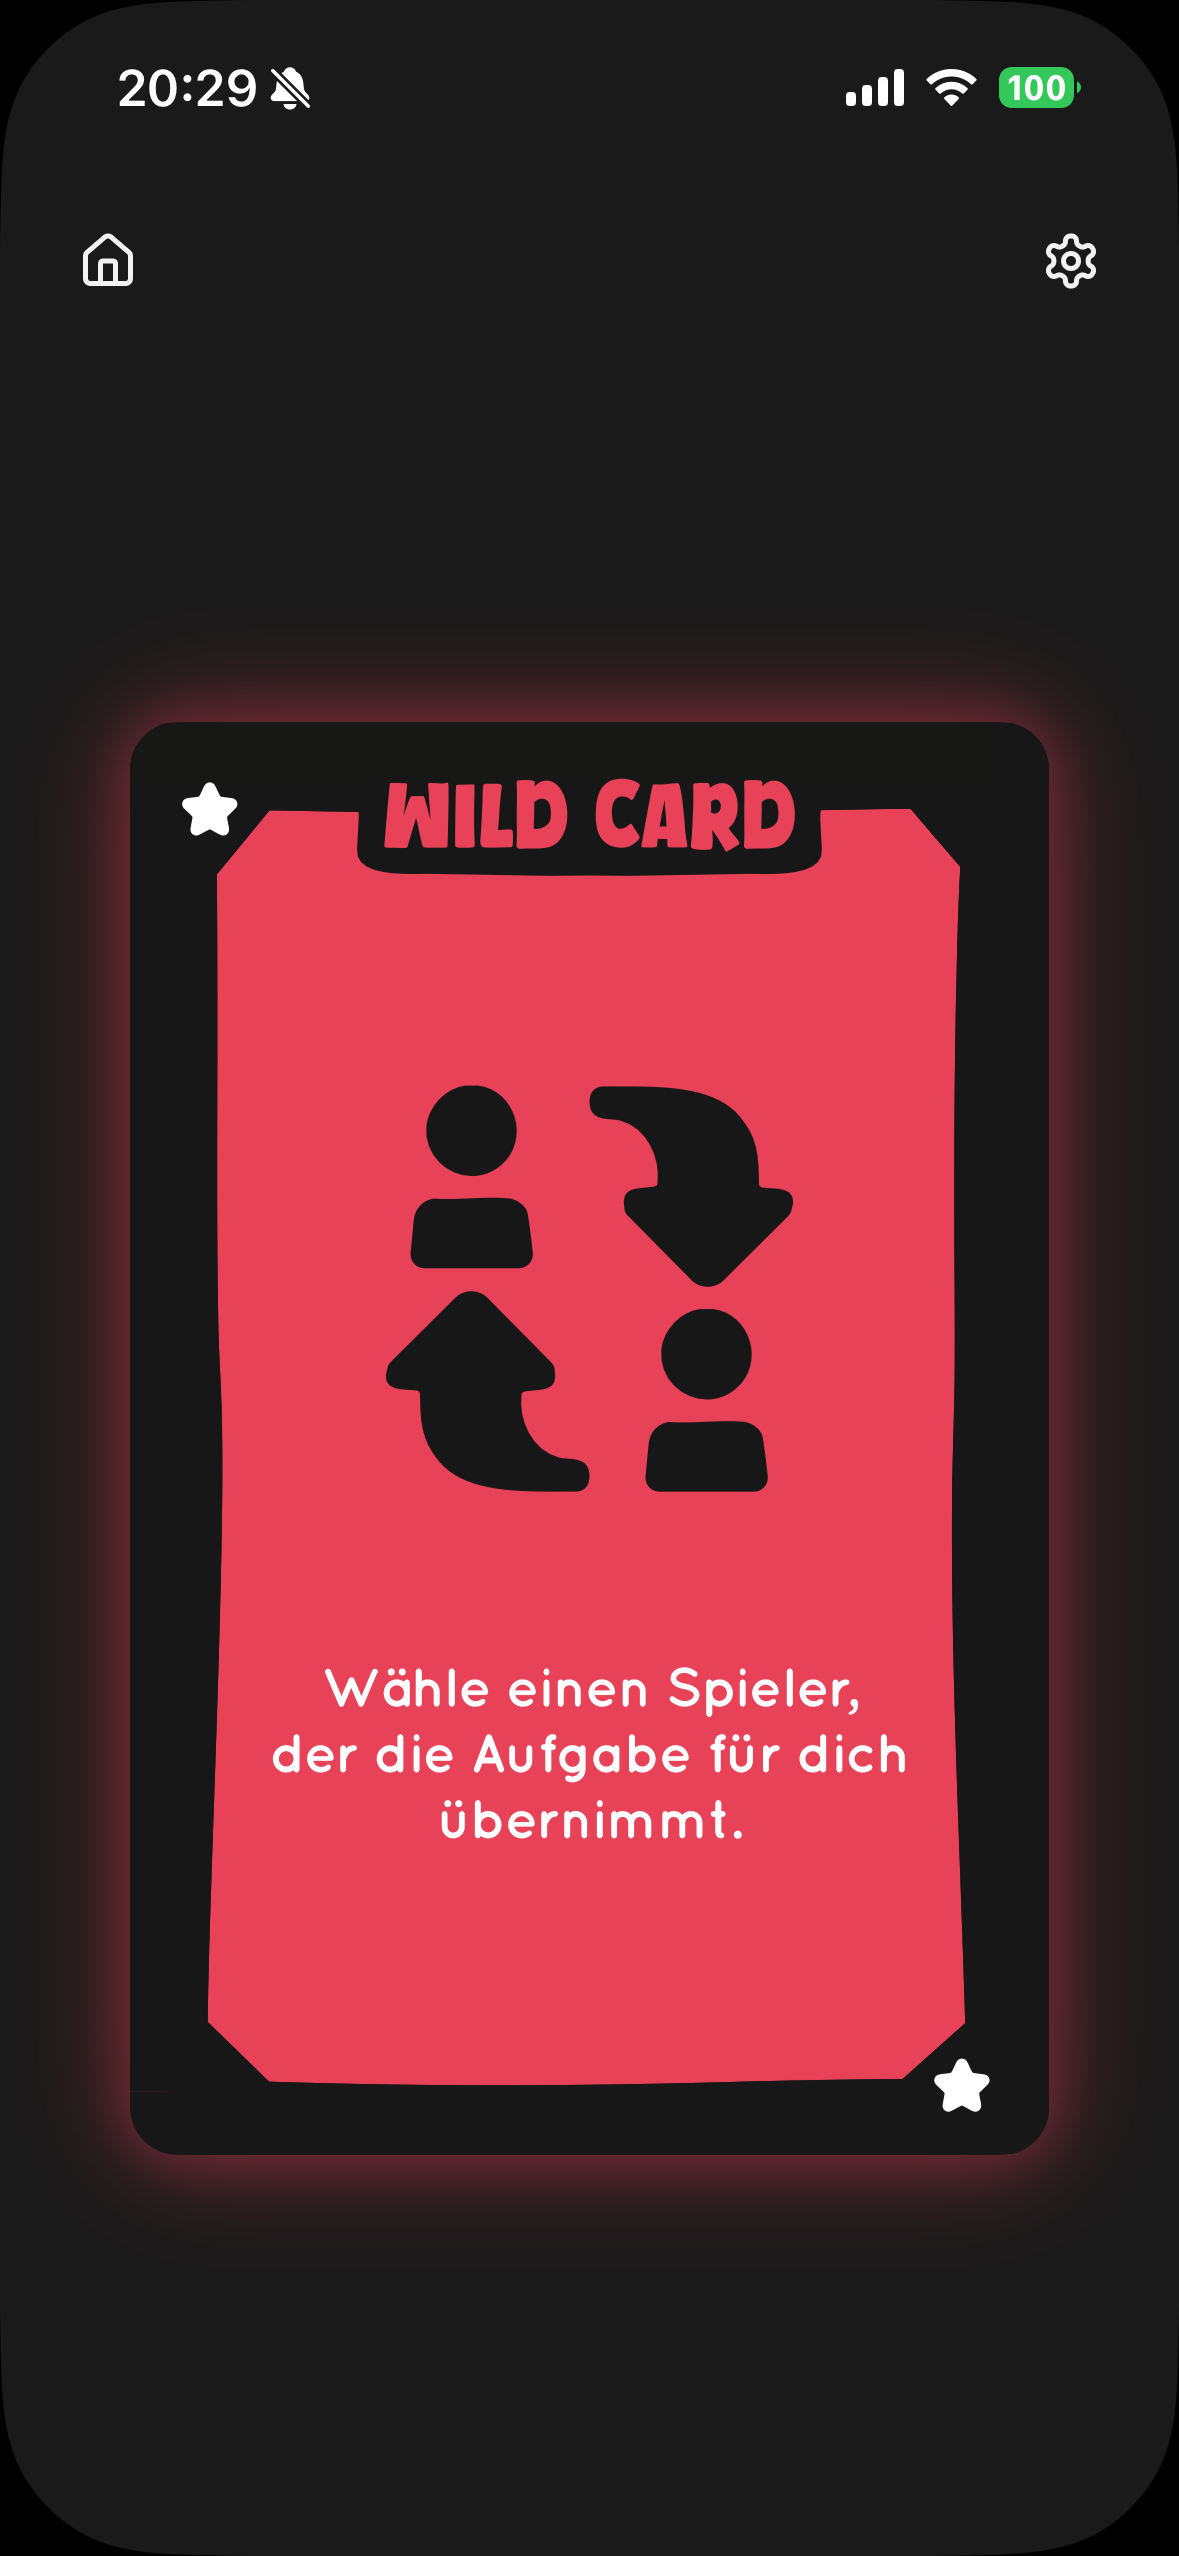 20:29
100
WILD CARD
Wähle einen Spieler,
der die Aufgabe für dich
übernimmt.